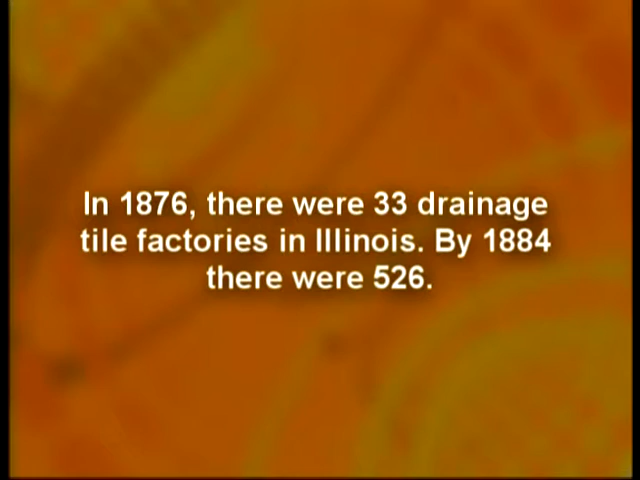 In 1876, there were 33 drainage
tile factories in Illinois. By 1884
there were 526.